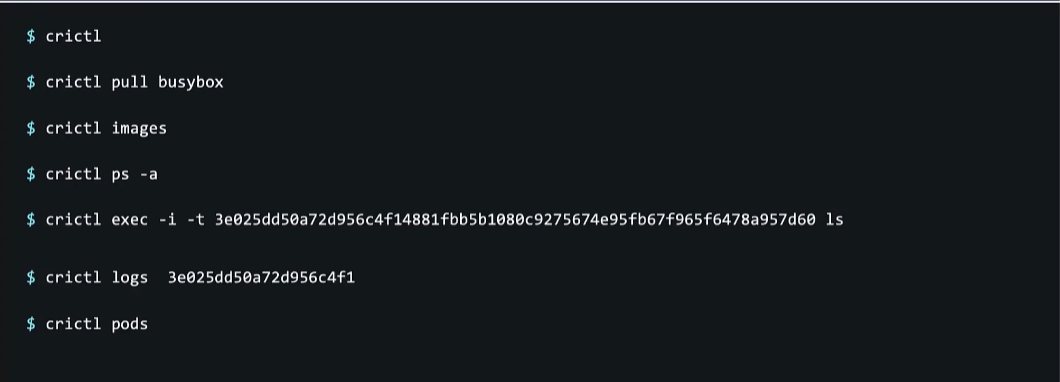 $ crictl
$ crictl pull busybox
$ crictl images
$ crictl ps -a
$ crictl exec -i -t 3e025dd50a72d956c4f14881fbb5b1080c9275674e95fb67f965f6478a957d60 ls
$ crictl logs  3e025dd50a72d956c4f1
$ crictl pods